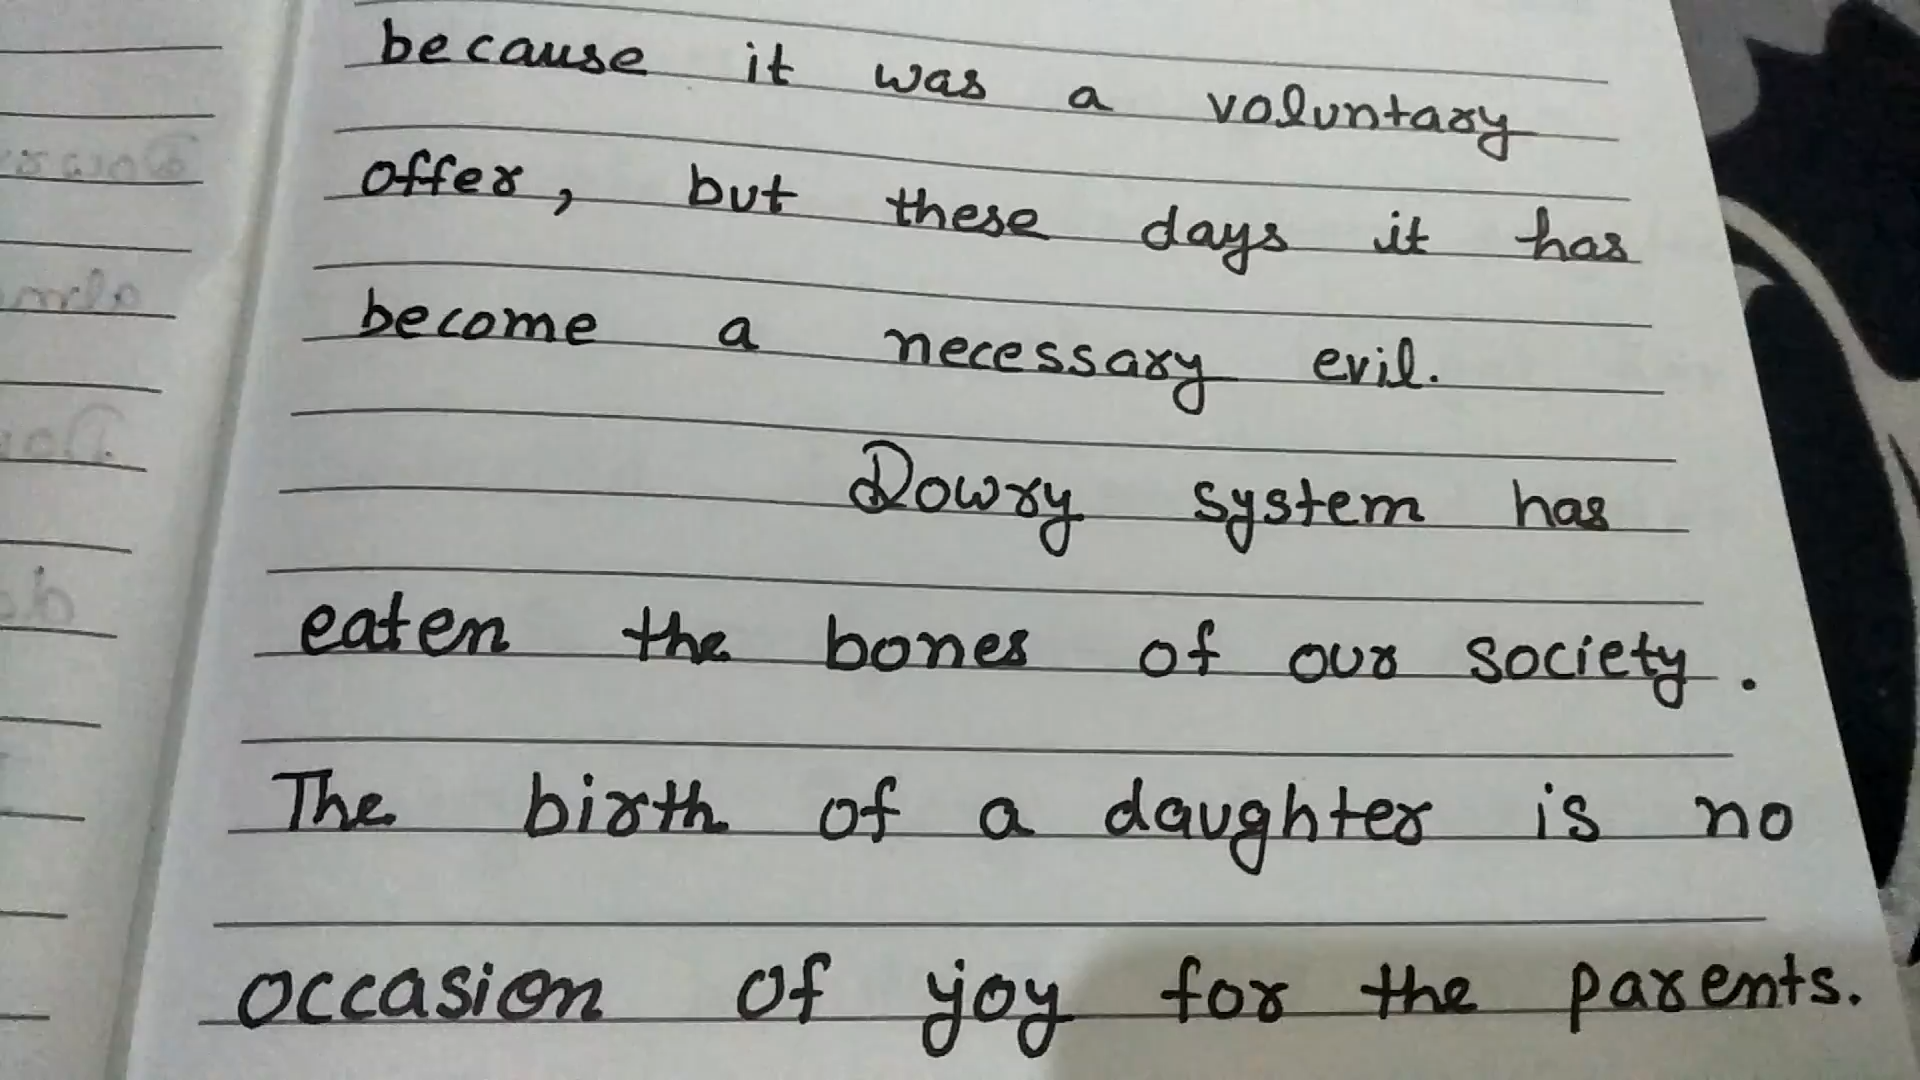 because it was a voluntary
offer, but these days it has
become a necessary evil.
Dowry system has
eaten the bones of our society.
The birth of a daughter is no
occasion of joy for the parents.